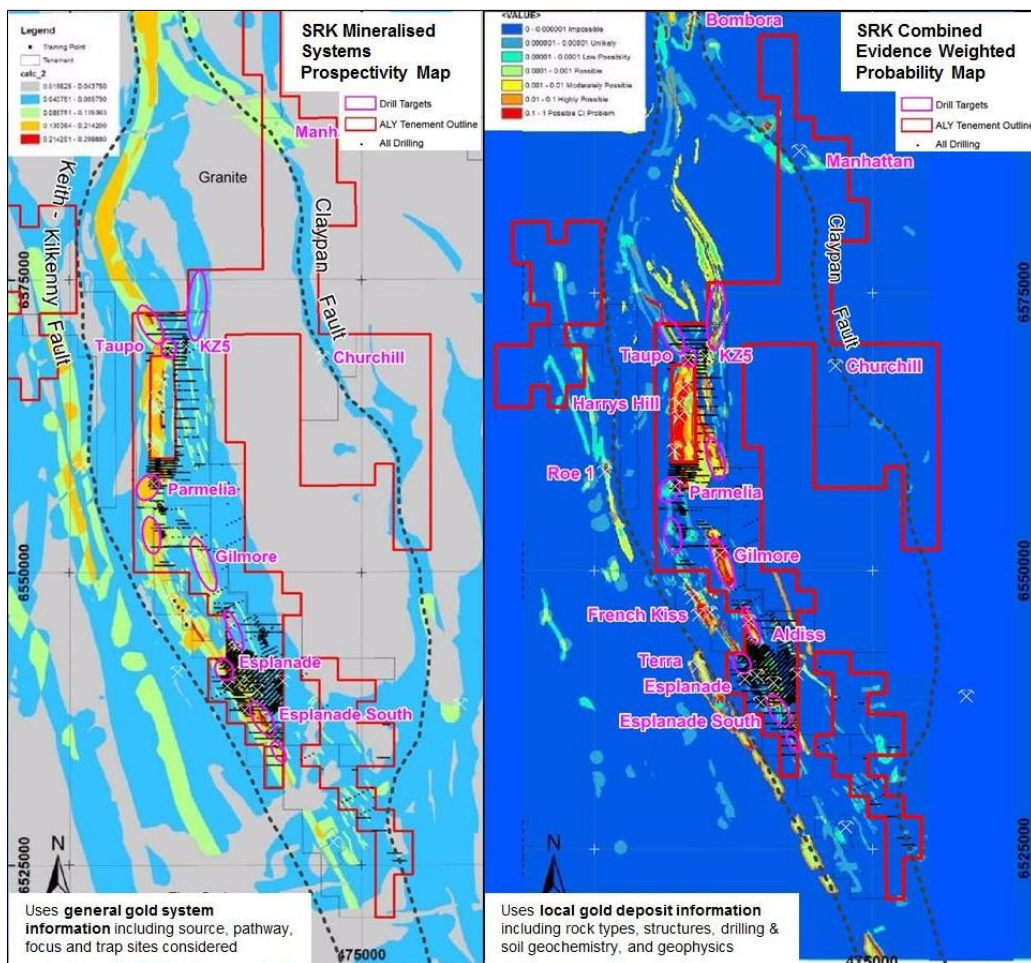 Legend
Training Point
Tenement
calc_2
SRK Mineralised
Systems
Prospectivity Map
Drill Targets
ALY Tenement Outline
All Drilling
Manh
Granite
Keith - Kilkenny Fault
Claypan Fault
6575000
Taupo
KZ5
Churchill
Parmelia
Gilmore
6550000
Esplanade
Esplanade South
6525000
N
475000
Uses general gold system
information including source, pathway,
focus and trap sites considered
<VALUE>
0 - 0.000001 Impossible
0.000001 - 0.00001 Unlikely
0.00001 - 0.0001 Low Possibility
0.0001 - 0.001 Possible
0.001 - 0.01 Moderately Possible
0.01 - 0.1 Highly Possible
0.1 - 1 Possible CI Problem
Bombora
SRK Combined
Evidence Weighted
Probability Map
Drill Targets
ALY Tenement Outline
All Drilling
Manhattan
Claypan Fault
6575000
Taupo
KZ5
Churchill
Harrys Hill
Roe 1
Parmelia
Gilmore
6550000
French Kiss
Aldiss
Terra
Esplanade
Esplanade South
6525000
N
475000
Uses local gold deposit information
including rock types, structures, drilling &
soil geochemistry, and geophysics